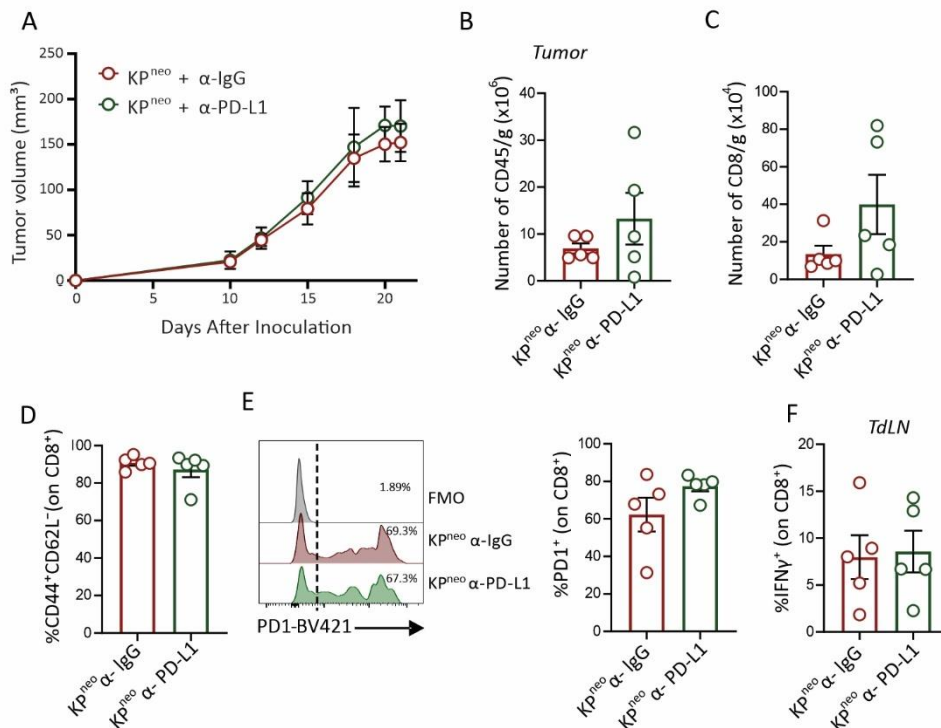 A
Tumor volume (mm³)
250
200
150
100
50
0
KPⁿᵉᵒ + α-IgG
KPⁿᵉᵒ + α-PD-L1
0 5 10 15 20
Days After Inoculation
B
Tumor
Number of CD45/g (x10⁶)
40
30
20
10
0
KPⁿᵉᵒ α- IgG
KPⁿᵉᵒ α- PD-L1
C
Number of CD8/g (x10⁴)
100
80
60
40
20
0
KPⁿᵉᵒ α- IgG
KPⁿᵉᵒ α- PD-L1
D
%CD44⁺CD62L⁻(on CD8⁺)
100
80
60
40
20
0
KPⁿᵉᵒ α- IgG
KPⁿᵉᵒ α- PD-L1
E
1.89%
FMO
69.3%
KPⁿᵉᵒ α-IgG
67.3%
KPⁿᵉᵒ α-PD-L1
PD1-BV421
%PD1⁺ (on CD8⁺)
100
80
60
40
20
0
KPⁿᵉᵒ α- IgG
KPⁿᵉᵒ α- PD-L1
F
TdLN
%IFNγ⁺ (on CD8⁺)
20
15
10
5
0
KPⁿᵉᵒ α- IgG
KPⁿᵉᵒ α- PD-L1